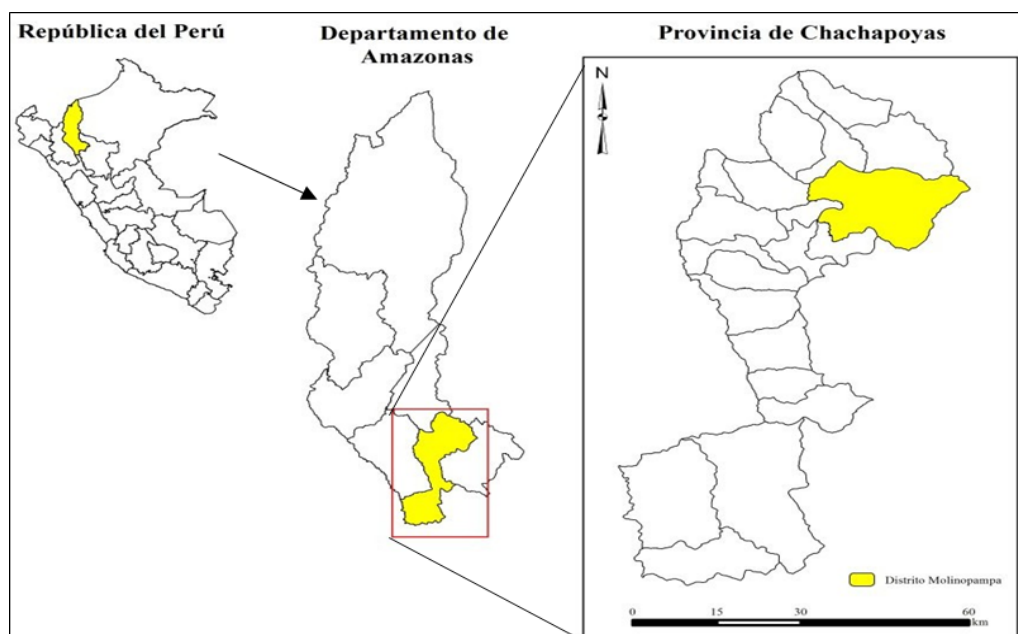 República del Perú
Departamento de
Amazonas
Provincia de Chachapoyas
N
Distrito Molinopampa
0 15 30 60
km